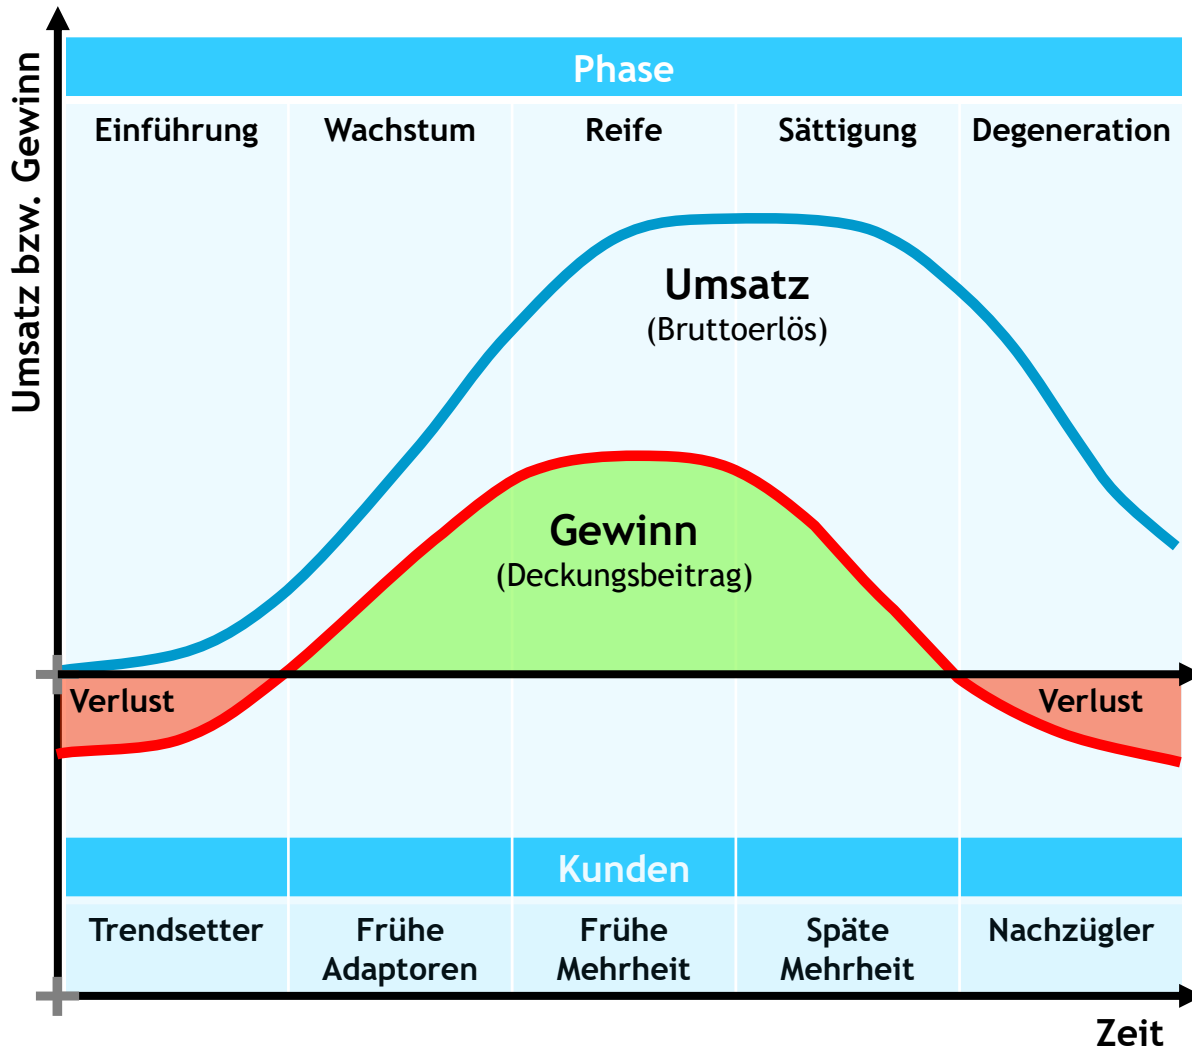 Umsatz bzw. Gewinn
Phase
Einführung
Wachstum
Reife
Sättigung
Degeneration
Umsatz
(Bruttoerlös)
Gewinn
(Deckungsbeitrag)
Verlust
Verlust
Kunden
Trendsetter
Frühe
Adaptoren
Frühe
Mehrheit
Späte
Mehrheit
Nachzügler
Zeit